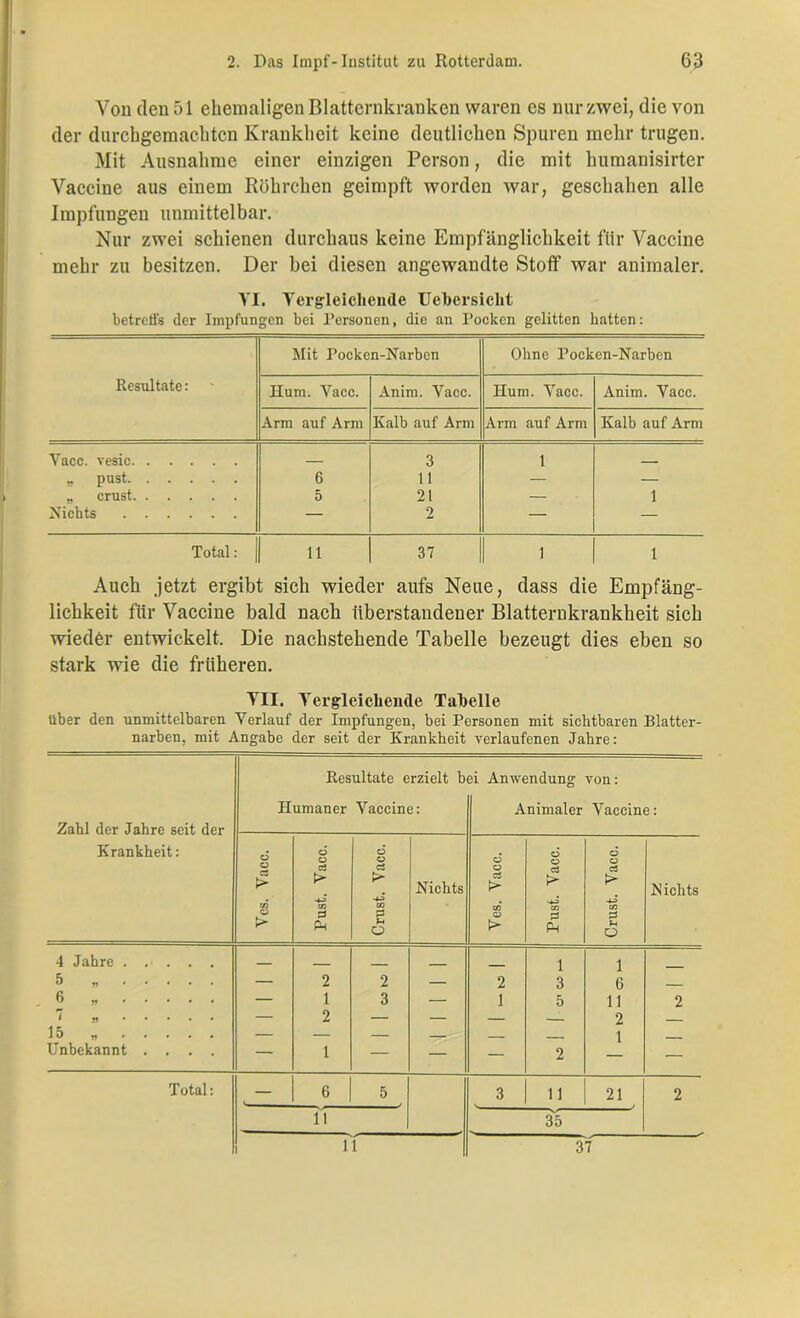 2. Das Impf-Institut zu Rotterdam. 63
Von den 51 ehemaligen Blatternkranken waren es nur zwei, die von
der durchgemachten Krankheit keine deutlichen Spuren mehr trugen.
Mit Ausnahme einer einzigen Person, die mit humanisirter
Vaccine aus einem Röhrchen geimpft worden war, geschahen alle
Impfungen unmittelbar.
Nur zwei schienen durchaus keine Empfänglichkeit für Vaccine
mehr zu besitzen. Der bei diesen angewandte Stoff war animaler.
VI. Vergleichende Uebersicht
betreffs der Impfungen bei Personen, die an Pocken gelitten hatten:
Resultate: Mit Pocken-Narben Ohne Pocken-Narben
Hum. Vacc. Anim. Vacc. Hum. Vacc. Anim. Vacc.
Arm auf Arm Kalb auf Arm Arm auf Arm Kalb auf Arm
Vacc. vesic. . . . . . — 3 1 —
„ pust. . . . . . 6 11 — —
„ crust. . . . . . 5 21 — 1
Nichts . . . . . . — 2 — —
Total: 11 37 1 1
Auch jetzt ergibt sich wieder aufs Neue, dass die Empfäng-
lichkeit für Vaccine bald nach überstandener Blatternkrankheit sich
wieder entwickelt. Die nachstehende Tabelle bezeugt dies eben so
stark wie die früheren.
VII. Vergleichende Tabelle
über den unmittelbaren Verlauf der Impfungen, bei Personen mit sichtbaren Blatter-
narben, mit Angabe der seit der Krankheit verlaufenen Jahre:
Zahl der Jahre seit der
Krankheit:
Resultate erzielt bei Anwendung von:
Humaner Vaccine: Animaler Vaccine:
Ves. Vacc. Pust. Vacc. Crust. Vacc. Nichts Ves. Vacc. Pust. Vacc. Crust. Vacc. Nichts
4 Jahre . . . . . — — — — — 1 1 —
5 „ . . . . . . — 2 2 — 2 3 6 —
6 „ . . . . . . — 1 3 — 1 5 11 2
7 „ . . . . . . — 2 — — — — 2 —
15 „ . . . . . — — — — — — 1 —
Unbekannt . . . . — 1 — — — 2 — —
Total: — 6 5 3 11 21 2
11 35
11 37